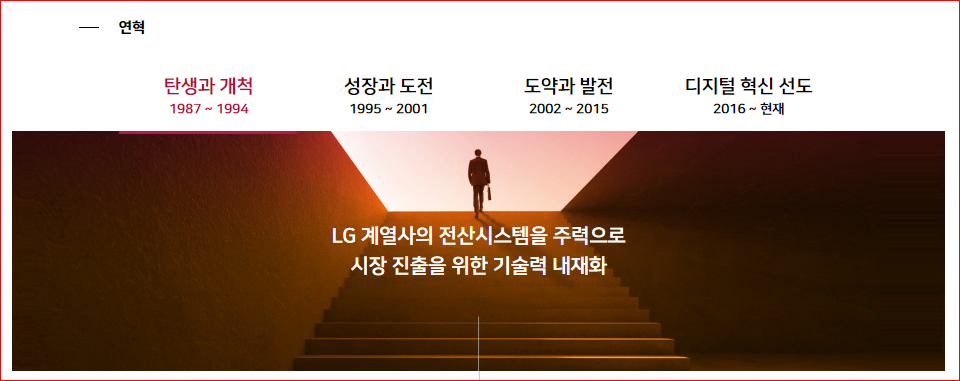 연혁
탄생과 개척
1987 ~ 1994
성장과 도전
1995 ~ 2001
도약과 발전
2002 ~ 2015
디지털 혁신 선도
2016 ~ 현재
LG 계열사의 전산시스템을 주력으로
시장 진출을 위한 기술력 내재화